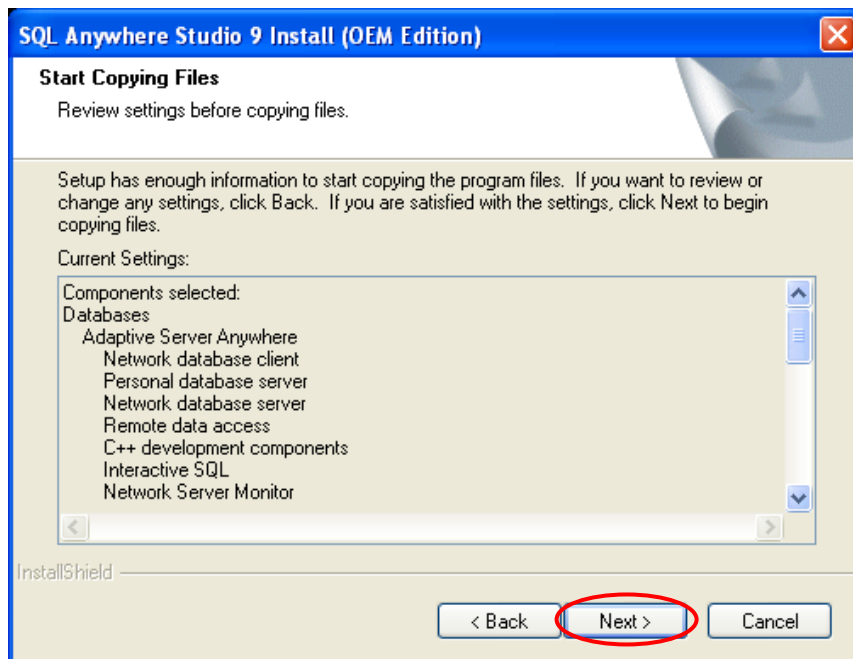 SQL Anywhere Studio 9 Install (OEM Edition)
Start Copying Files
Review settings before copying files.
Setup has enough information to start copying the program files.  If you want to review or
change any settings, click Back.  If you are satisfied with the settings, click Next to begin
copying files.
Current Settings:
Components selected:
Databases
Adaptive Server Anywhere
Network database client
Personal database server
Network database server
Remote data access
C++ development components
Interactive SQL
Network Server Monitor
InstallShield
< Back
Next >
Cancel